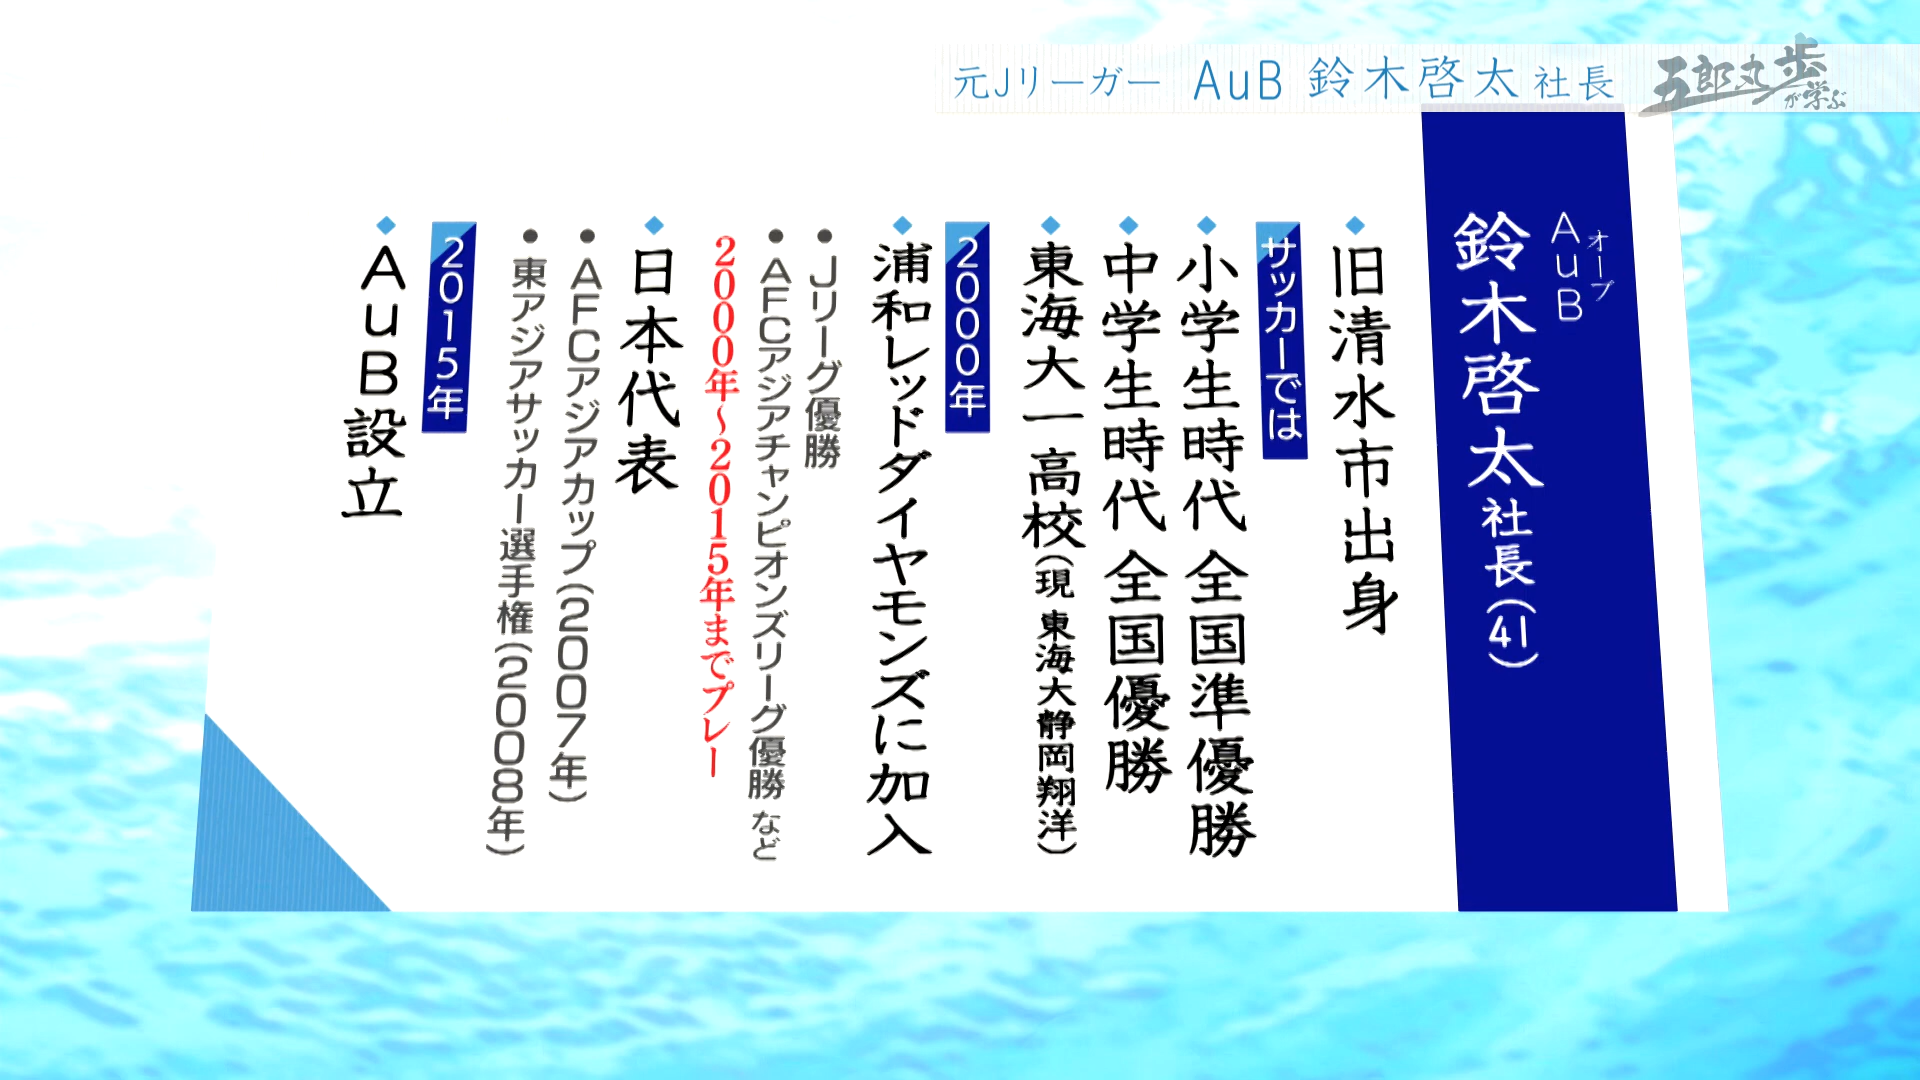 元Jリーガー AuB 鈴木啓太社長
五郎丸歩が学ぶ
オーブ
AuB
鈴木啓太社長(41)
旧清水市出身
サッカーでは
小学生時代 全国準優勝
中学生時代 全国優勝
東海大一高校(現 東海大静岡翔洋)
2000年
浦和レッドダイヤモンズに加入
●Jリーグ優勝
●AFCアジアチャンピオンズリーグ優勝 など
2000年〜2015年までプレー
日本代表
●AFCアジアカップ(2007年)
●東アジアサッカー選手権(2008年)
2015年
AuB設立